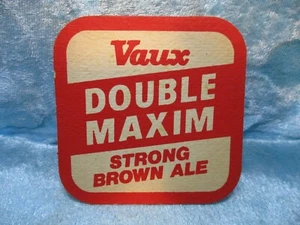 Vaux
DOUBLE
MAXIM
STRONG
BROWN ALE